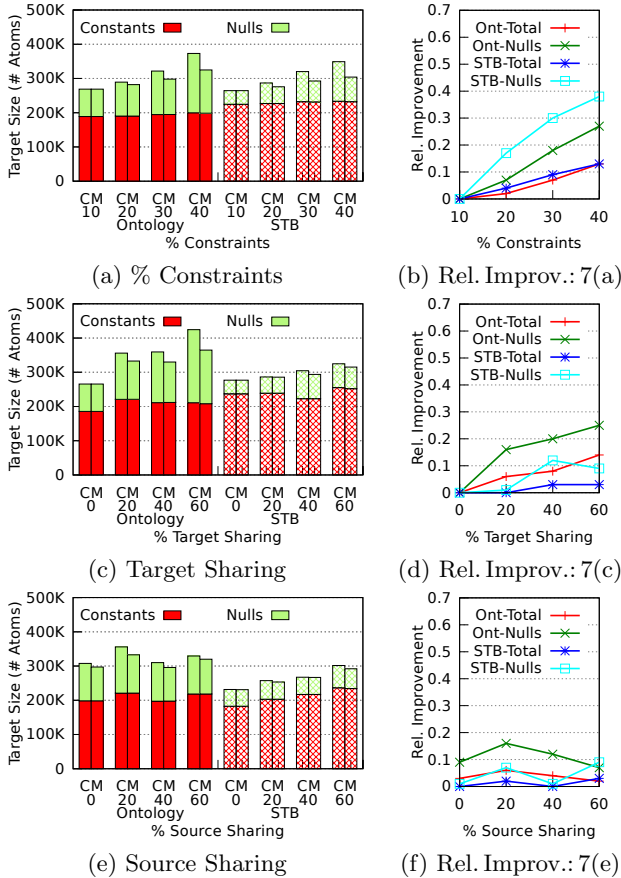 500K
400K
300K
200K
100K
0
Target Size (# Atoms)
Constants
Nulls
CM CM CM CM CM CM CM CM
10 20 30 40 10 20 30 40
Ontology STB
% Constraints
(a) % Constraints
0.7
0.6
0.5
0.4
0.3
0.2
0.1
0
Rel. Improvement
Ont-Total
Ont-Nulls
STB-Total
STB-Nulls
10 20 30 40
% Constraints
(b) Rel. Improv.: 7(a)
500K
400K
300K
200K
100K
0
Target Size (# Atoms)
Constants
Nulls
CM CM CM CM CM CM CM CM
0 20 40 60 0 20 40 60
Ontology STB
% Target Sharing
(c) Target Sharing
0.7
0.6
0.5
0.4
0.3
0.2
0.1
0
Rel. Improvement
Ont-Total
Ont-Nulls
STB-Total
STB-Nulls
0 20 40 60
% Target Sharing
(d) Rel. Improv.: 7(c)
500K
400K
300K
200K
100K
0
Target Size (# Atoms)
Constants
Nulls
CM CM CM CM CM CM CM CM
0 20 40 60 0 20 40 60
Ontology STB
% Source Sharing
(e) Source Sharing
0.7
0.6
0.5
0.4
0.3
0.2
0.1
0
Rel. Improvement
Ont-Total
Ont-Nulls
STB-Total
STB-Nulls
0 20 40 60
% Source Sharing
(f) Rel. Improv.: 7(e)